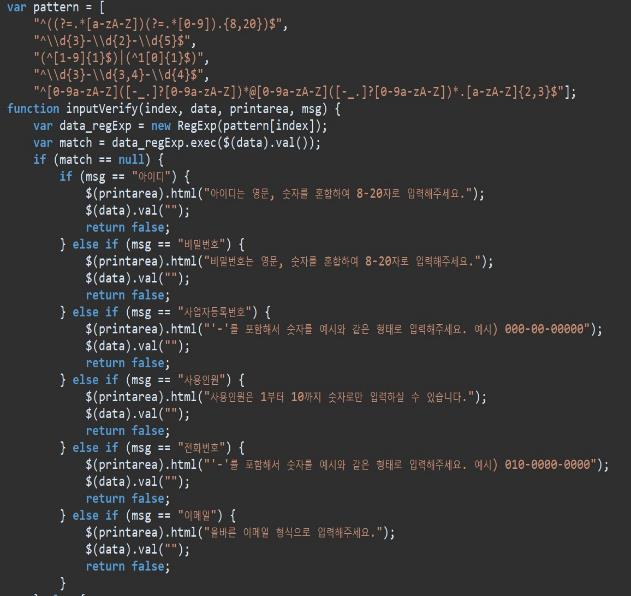 var pattern = [
"^((?=.*[a-zA-Z])(?=.*[0-9]).{8,20})$",
"^\\d{3}-\\d{2}-\\d{5}$",
"(^[1-9]{1}$)|(^1[0]{1}$)",
"^\\d{3}-\\d{3,4}-\\d{4}$",
"^[0-9a-zA-Z]([-_.]?[0-9a-zA-Z])*@[0-9a-zA-Z]([-_.]?[0-9a-zA-Z])*.[a-zA-Z]{2,3}$"];
function inputVerify(index, data, printarea, msg) {
var data_regExp = new RegExp(pattern[index]);
var match = data_regExp.exec($(data).val());
if (match == null) {
if (msg == "아이디") {
$(printarea).html("아이디는 영문, 숫자를 혼합하여 8-20자로 입력해주세요.");
$(data).val("");
return false;
} else if (msg == "비밀번호") {
$(printarea).html("비밀번호는 영문, 숫자를 혼합하여 8-20자로 입력해주세요.");
$(data).val("");
return false;
} else if (msg == "사업자등록번호") {
$(printarea).html("'-'를 포함해서 숫자를 예시와 같은 형태로 입력해주세요. 예시) 000-00-00000");
$(data).val("");
return false;
} else if (msg == "사용인원") {
$(printarea).html("사용인원은 1부터 10까지 숫자로만 입력하실 수 있습니다.");
$(data).val("");
return false;
} else if (msg == "전화번호") {
$(printarea).html("'-'를 포함해서 숫자를 예시와 같은 형태로 입력해주세요. 예시) 010-0000-0000");
$(data).val("");
return false;
} else if (msg == "이메일") {
$(printarea).html("올바른 이메일 형식으로 입력해주세요.");
$(data).val("");
return false;
}